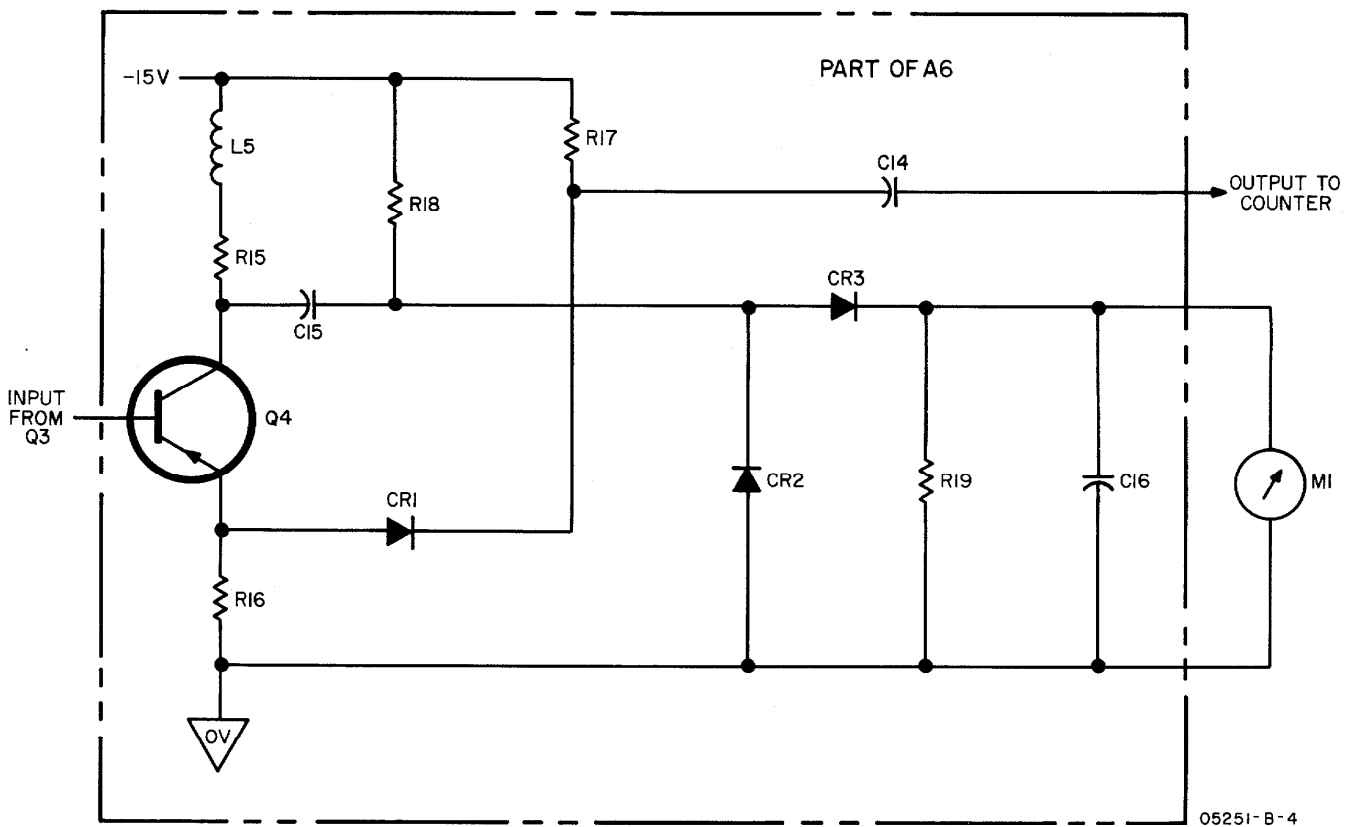 PART OF A6
-15V
L5
R18
R17
C14
OUTPUT TO
COUNTER
R15
CR3
C15
INPUT
FROM
Q3
Q4
CR1
CR2
R19
C16
M1
R16
0V
05251-B-4